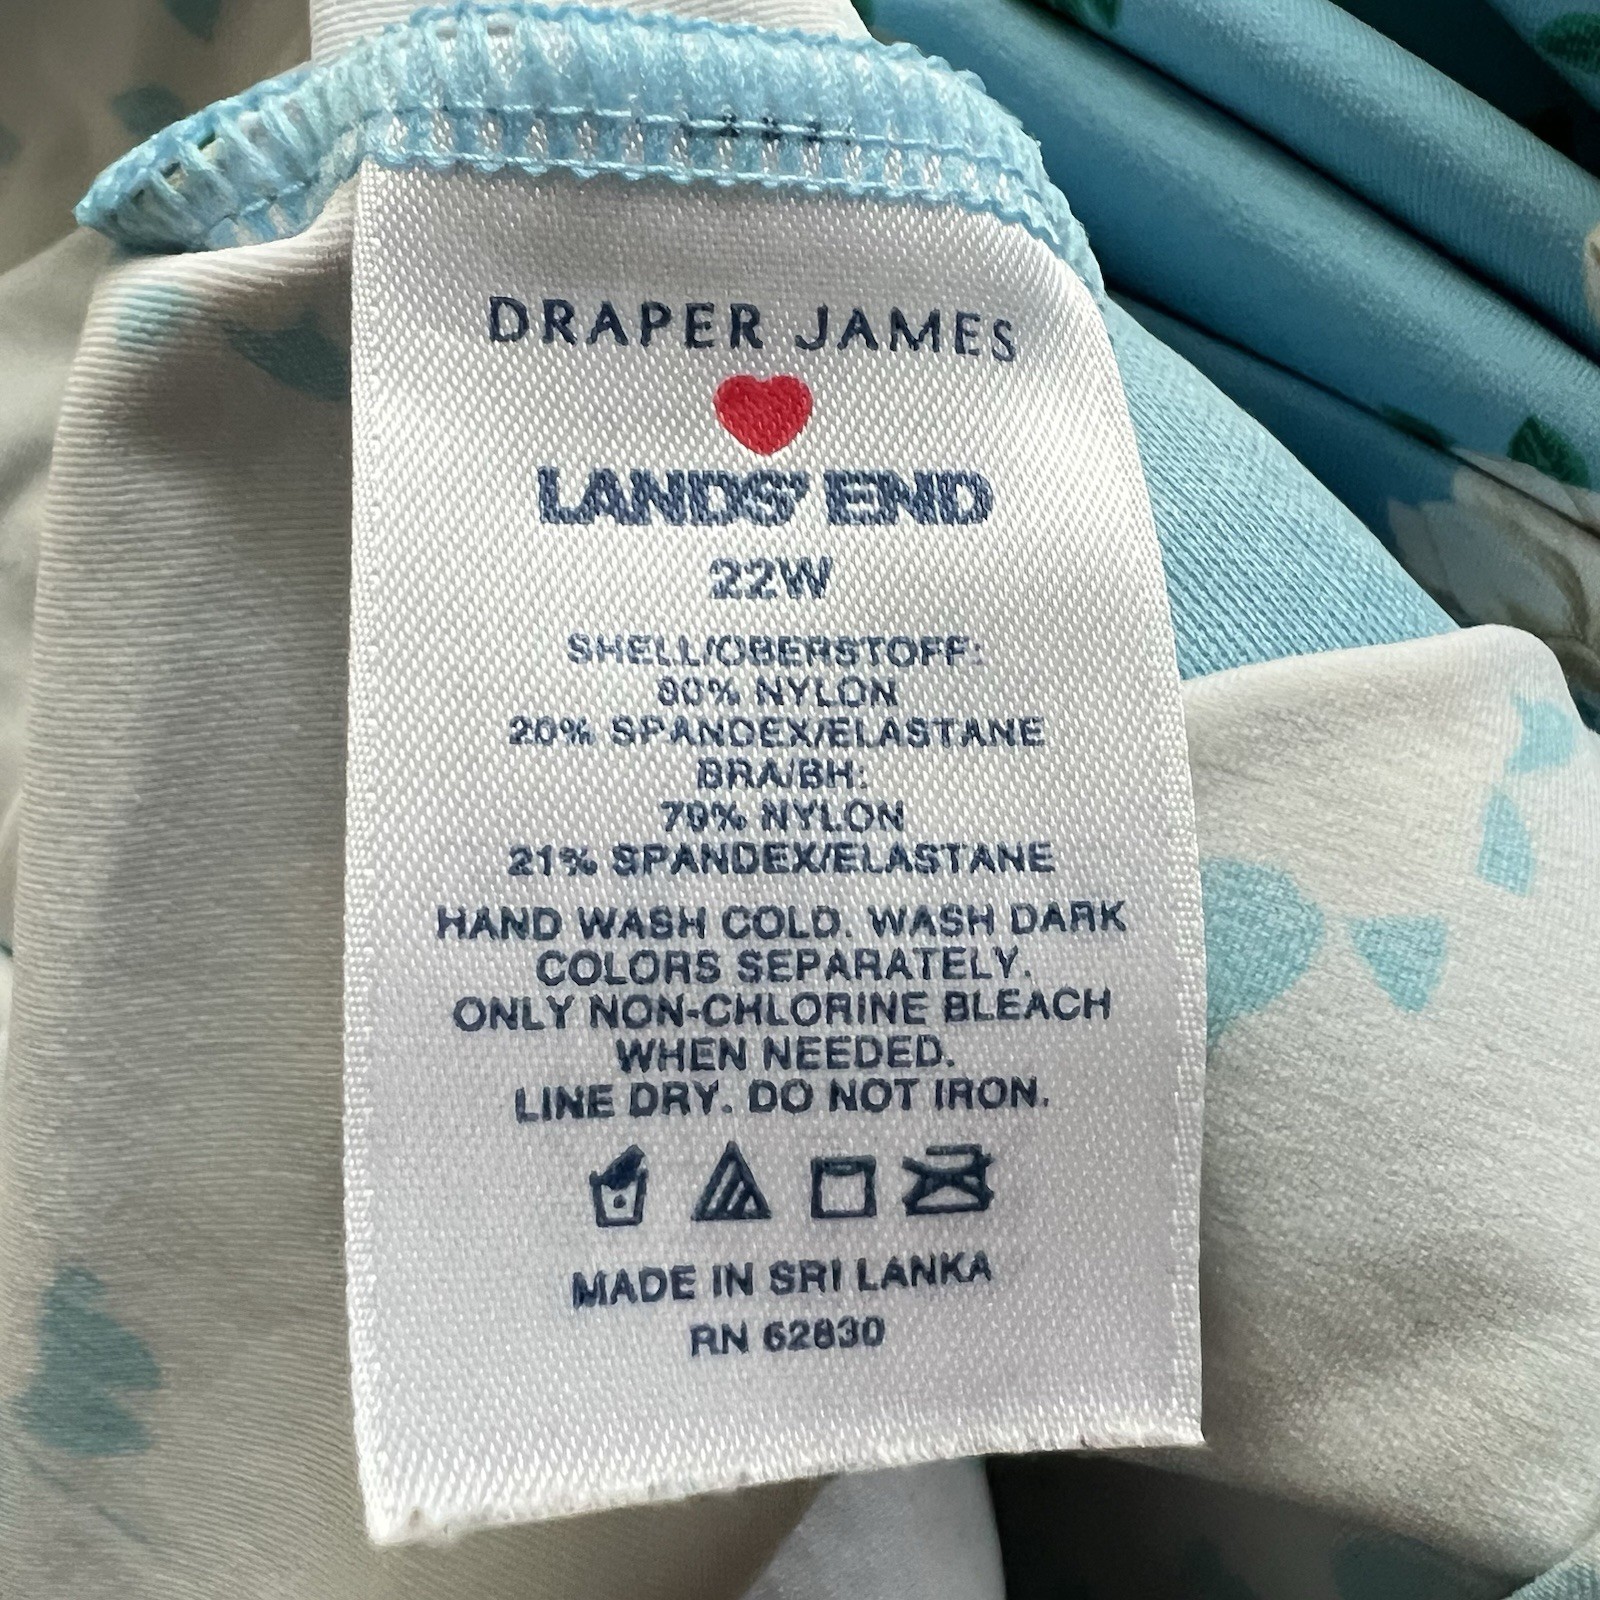 DRAPER JAMES
LANDS' END
22W
SHELL/OBERSTOFF:
80% NYLON
20% SPANDEX/ELASTANE
BRA/BH:
79% NYLON
21% SPANDEX/ELASTANE
HAND WASH COLD. WASH DARK
COLORS SEPARATELY.
ONLY NON-CHLORINE BLEACH
WHEN NEEDED.
LINE DRY. DO NOT IRON.
MADE IN SRI LANKA
RN 62830